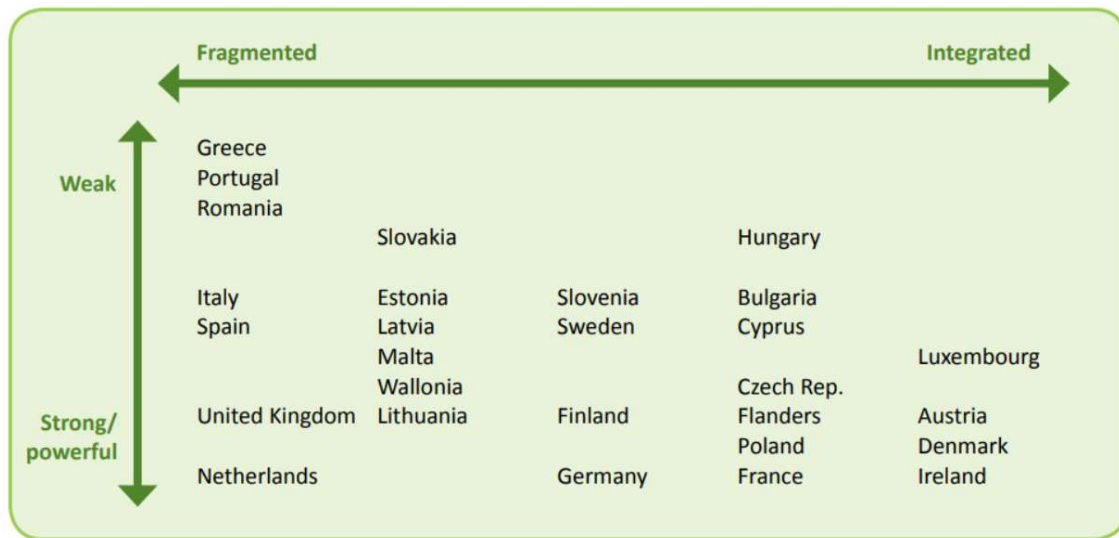 Fragmented Integrated
Greece
Weak Portugal
Romania
Slovakia Hungary
Italy Estonia Slovenia Bulgaria
Spain Latvia Sweden Cyprus
Malta Luxembourg
Wallonia Czech Rep.
Strong/ United Kingdom Lithuania Finland Flanders Austria
powerful Poland Denmark
Netherlands Germany France Ireland